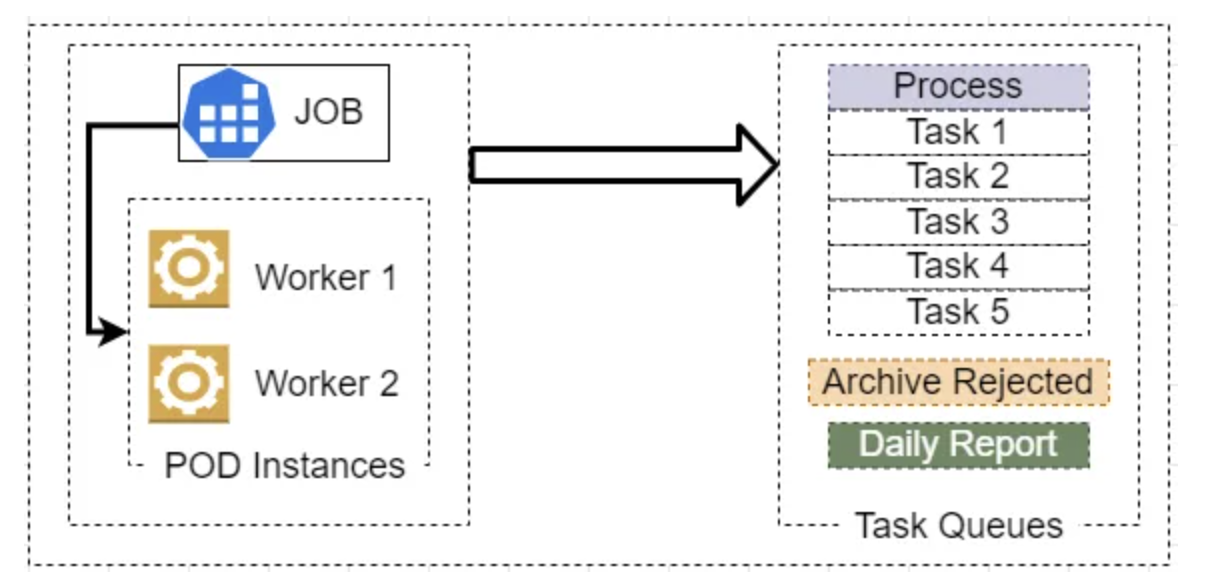 JOB
Worker 1
Worker 2
POD Instances
Process
Task 1
Task 2
Task 3
Task 4
Task 5
Archive Rejected
Daily Report
Task Queues